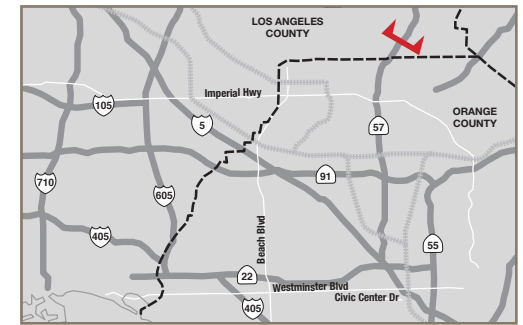 LOS ANGELES
COUNTY
Imperial Hwy
105
5
ORANGE
COUNTY
57
710
605
91
405
Beach Blvd
55
22
Westminster Blvd
Civic Center Dr
405